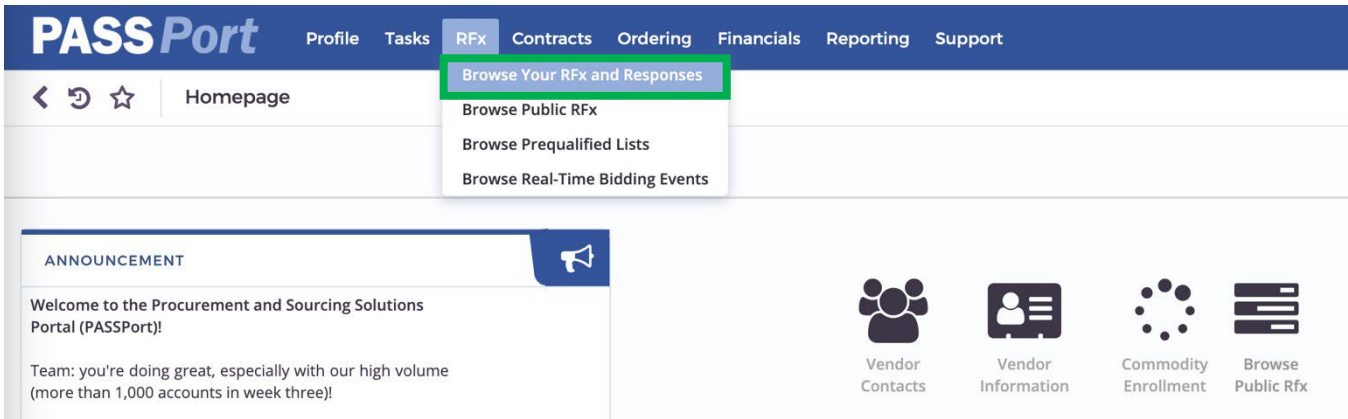 PASSPort Profile Tasks RFx Contracts Ordering Financials Reporting Support
Browse Your RFx and Responses
Browse Public RFx
Browse Prequalified Lists
Browse Real-Time Bidding Events
Homepage
ANNOUNCEMENT
Welcome to the Procurement and Sourcing Solutions
Portal (PASSPort)!
Team: you're doing great, especially with our high volume
(more than 1,000 accounts in week three)!
Vendor
Contacts
Vendor
Information
Commodity
Enrollment
Browse
Public Rfx